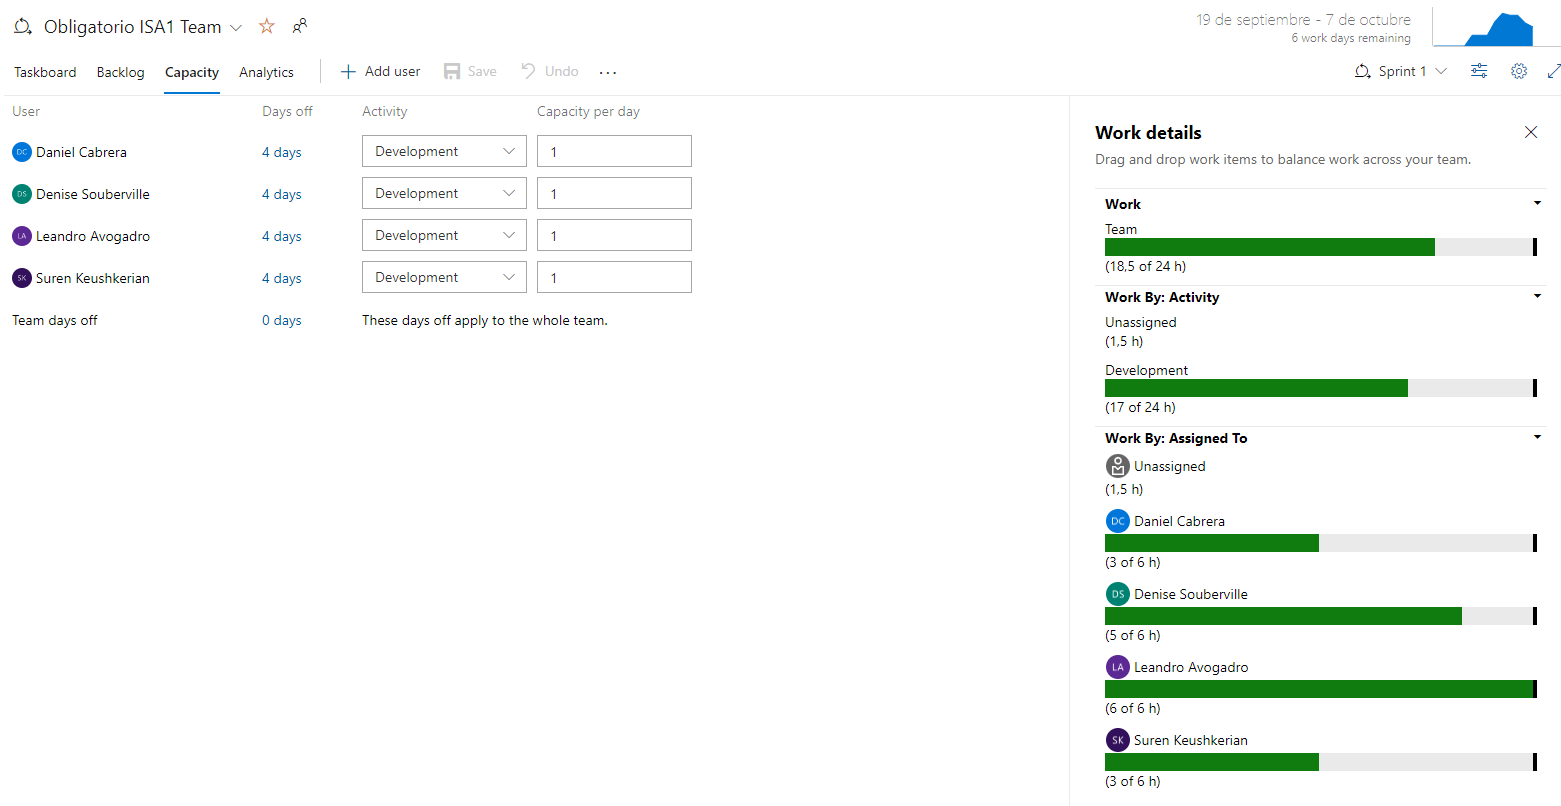 Obligatorio ISA1 Team
19 de septiembre - 7 de octubre
6 work days remaining
Taskboard Backlog Capacity Analytics Add user Save Undo ... Sprint 1
User Days off Activity Capacity per day
DC Daniel Cabrera 4 days Development 1
DS Denise Souberville 4 days Development 1
LA Leandro Avogadro 4 days Development 1
SK Suren Keushkerian 4 days Development 1
Team days off 0 days These days off apply to the whole team.
Work details
Drag and drop work items to balance work across your team.
Work
Team
(18,5 of 24 h)
Work By: Activity
Unassigned
(1,5 h)
Development
(17 of 24 h)
Work By: Assigned To
Unassigned
(1,5 h)
DC Daniel Cabrera
(3 of 6 h)
DS Denise Souberville
(5 of 6 h)
LA Leandro Avogadro
(6 of 6 h)
SK Suren Keushkerian
(3 of 6 h)